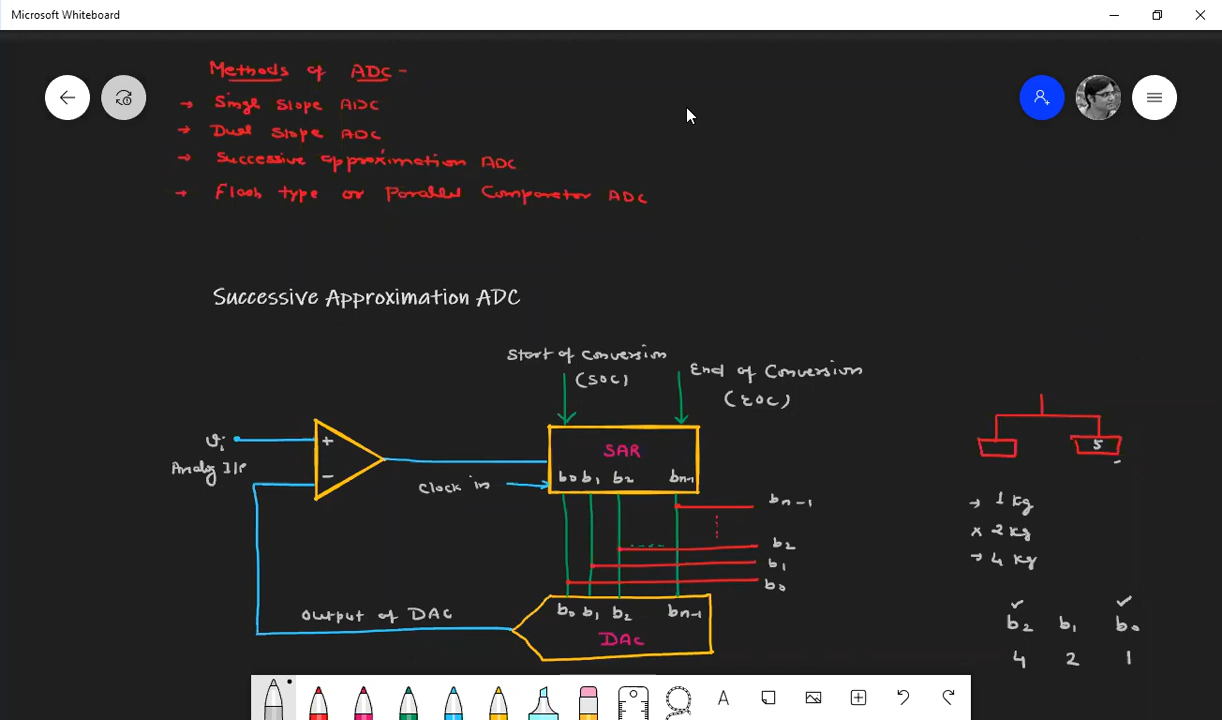 Microsoft Whiteboard
Methods of ADC -
→ Single Slope ADC
→ Dual Slope ADC
→ Successive approximation ADC
→ Flash type or Parallel Comparator ADC
Successive Approximation ADC
Start of Conversion
(SOC)
End of Conversion
(EOC)
Vi
Analog I/P
+
-
SAR
b0 b1 b2 bn-1
Clock in
bn-1
b2
b1
b0
Output of DAC
b0 b1 b2 bn-1
DAC
5
→ 1 kg
x 2 kg
→ 4 kg
✓ ✓
b2 b1 b0
4 2 1
A